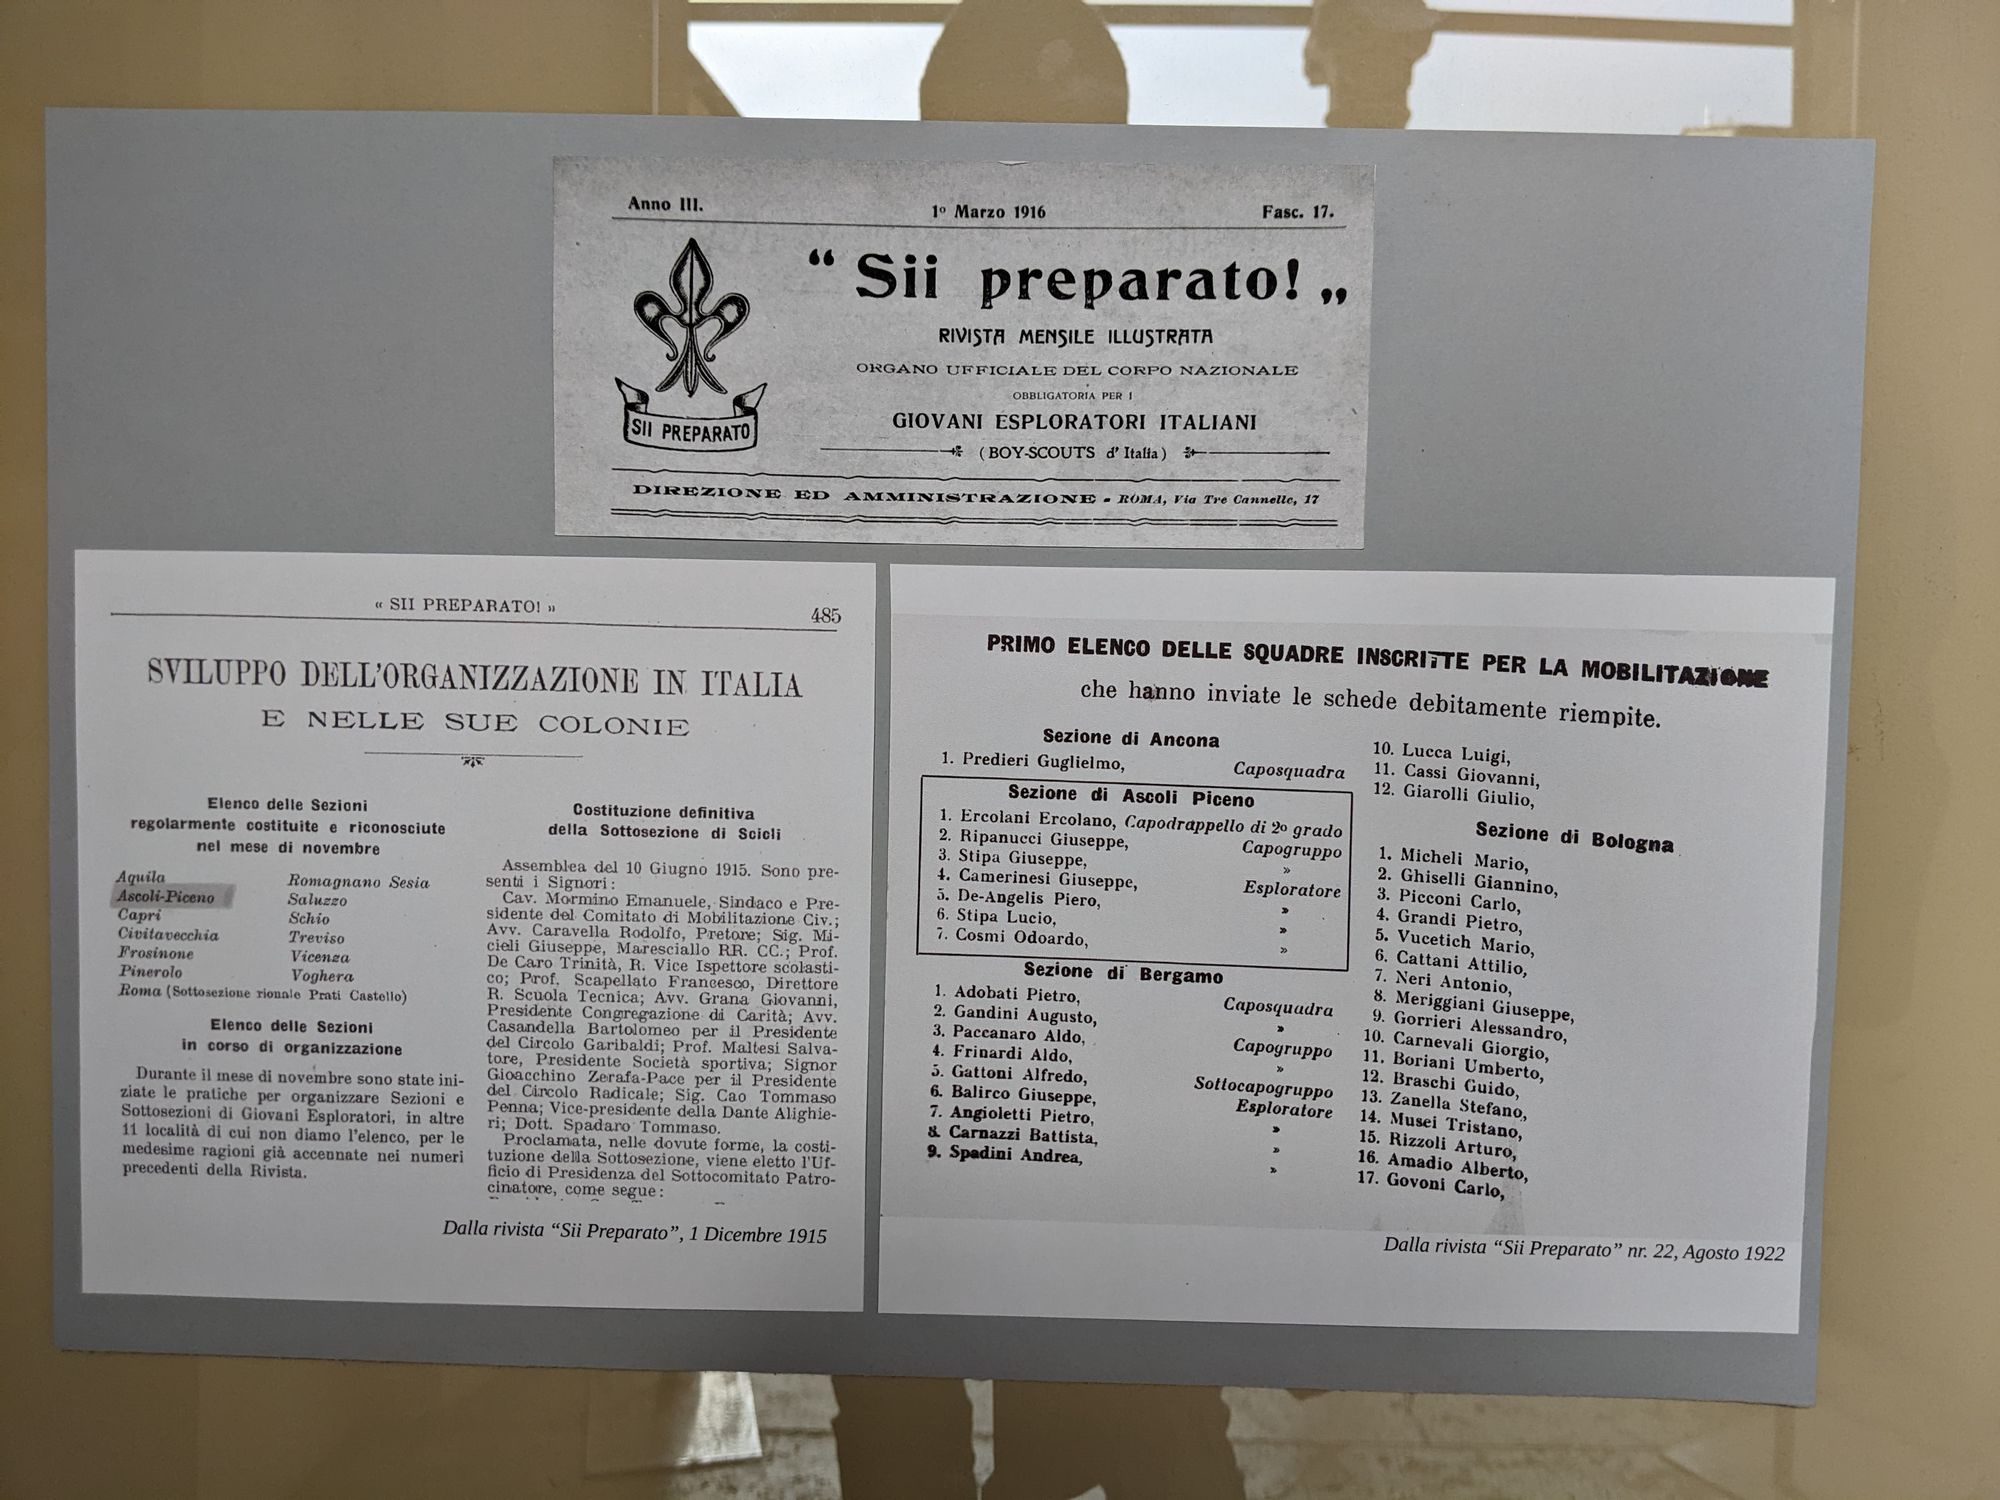 Anno III.
1º Marzo 1916
Fasc. 17.
“ Sii preparato! „
RIVISTA MENSILE ILLUSTRATA
ORGANO UFFICIALE DEL CORPO NAZIONALE
OBBLIGATORIA PER I
GIOVANI ESPLORATORI ITALIANI
(BOY-SCOUTS d' Italia)
SII PREPARATO
DIREZIONE ED AMMINISTRAZIONE - ROMA, Via Tre Cannelle, 17
« SII PREPARATO! »
485
SVILUPPO DELL'ORGANIZZAZIONE IN ITALIA
E NELLE SUE COLONIE
Elenco delle Sezioni
regolarmente costituite e riconosciute
nel mese di novembre
Aquila Romagnano Sesia
Ascoli-Piceno Saluzzo
Capri Schio
Civitavecchia Treviso
Frosinone Vicenza
Pinerolo Voghera
Roma (Sottosezione rionale Prati Castello)
Elenco delle Sezioni
in corso di organizzazione
Durante il mese di novembre sono state ini-
ziate le pratiche per organizzare Sezioni e
Sottosezioni di Giovani Esploratori, in altre
11 località di cui non diamo l'elenco, per le
medesime ragioni già accennate nei numeri
precedenti della Rivista.
Costituzione definitiva
della Sottosezione di Scicli
Assemblea del 10 Giugno 1915. Sono pre-
senti i Signori:
Cav. Mormino Emanuele, Sindaco e Pre-
sidente del Comitato di Mobilitazione Civ.;
Avv. Caravella Rodolfo, Pretore; Sig. Mi-
cieli Giuseppe, Maresciallo RR. CC.; Prof.
De Caro Trinità, R. Vice Ispettore scolasti-
co; Prof. Scapellato Francesco, Direttore
R. Scuola Tecnica; Avv. Grana Giovanni,
Presidente Congregazione di Carità; Avv.
Casandella Bartolomeo per il Presidente
del Circolo Garibaldi; Prof. Maltesi Salva-
tore, Presidente Società sportiva; Signor
Gioacchino Zerafa-Pace per il Presidente
del Circolo Radicale; Sig. Cao Tommaso
Penna; Vice-presidente della Dante Alighie-
ri; Dott. Spadaro Tommaso.
Proclamata, nelle dovute forme, la costi-
tuzione della Sottosezione, viene eletto l'Uf-
ficio di Presidenza del Sottocomitato Patro-
cinatore, come segue:
Dalla rivista “Sii Preparato”, 1 Dicembre 1915
PRIMO ELENCO DELLE SQUADRE INSCRITTE PER LA MOBILITAZIONE
che hanno inviate le schede debitamente riempite.
Sezione di Ancona
1. Predieri Guglielmo, Caposquadra
Sezione di Ascoli Piceno
1. Ercolani Ercolano, Capodrappello di 2º grado
2. Ripanucci Giuseppe, Capogruppo
3. Stipa Giuseppe, »
4. Camerinesi Giuseppe, Esploratore
5. De-Angelis Piero, »
6. Stipa Lucio, »
7. Cosmi Odoardo, »
Sezione di Bergamo
1. Adobati Pietro, Caposquadra
2. Gandini Augusto, »
3. Paccanaro Aldo, Capogruppo
4. Frinardi Aldo, »
5. Gattoni Alfredo, Sottocapogruppo
6. Balirco Giuseppe, Esploratore
7. Angioletti Pietro, »
8. Carnazzi Battista, »
9. Spadini Andrea, »
10. Lucca Luigi,
11. Cassi Giovanni,
12. Giarolli Giulio,
Sezione di Bologna
1. Micheli Mario,
2. Ghiselli Giannino,
3. Picconi Carlo,
4. Grandi Pietro,
5. Vucetich Mario,
6. Cattani Attilio,
7. Neri Antonio,
8. Meriggiani Giuseppe,
9. Gorrieri Alessandro,
10. Carnevali Giorgio,
11. Boriani Umberto,
12. Braschi Guido,
13. Zanella Stefano,
14. Musei Tristano,
15. Rizzoli Arturo,
16. Amadio Alberto,
17. Govoni Carlo,
Dalla rivista “Sii Preparato” nr. 22, Agosto 1922